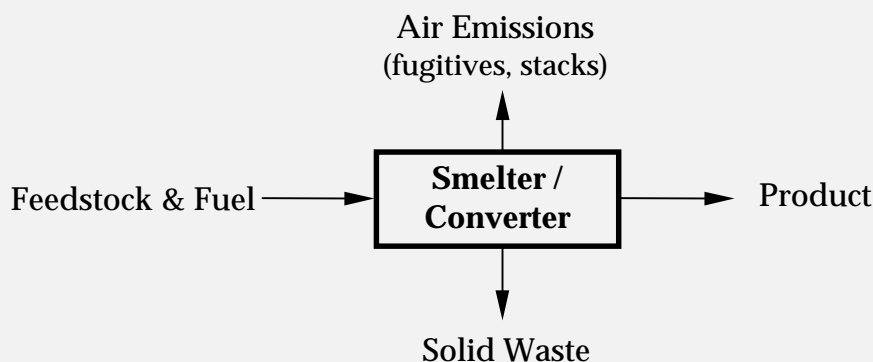 Air Emissions
(fugitives, stacks)
Smelter /
Converter
Feedstock & Fuel
Product
Solid Waste